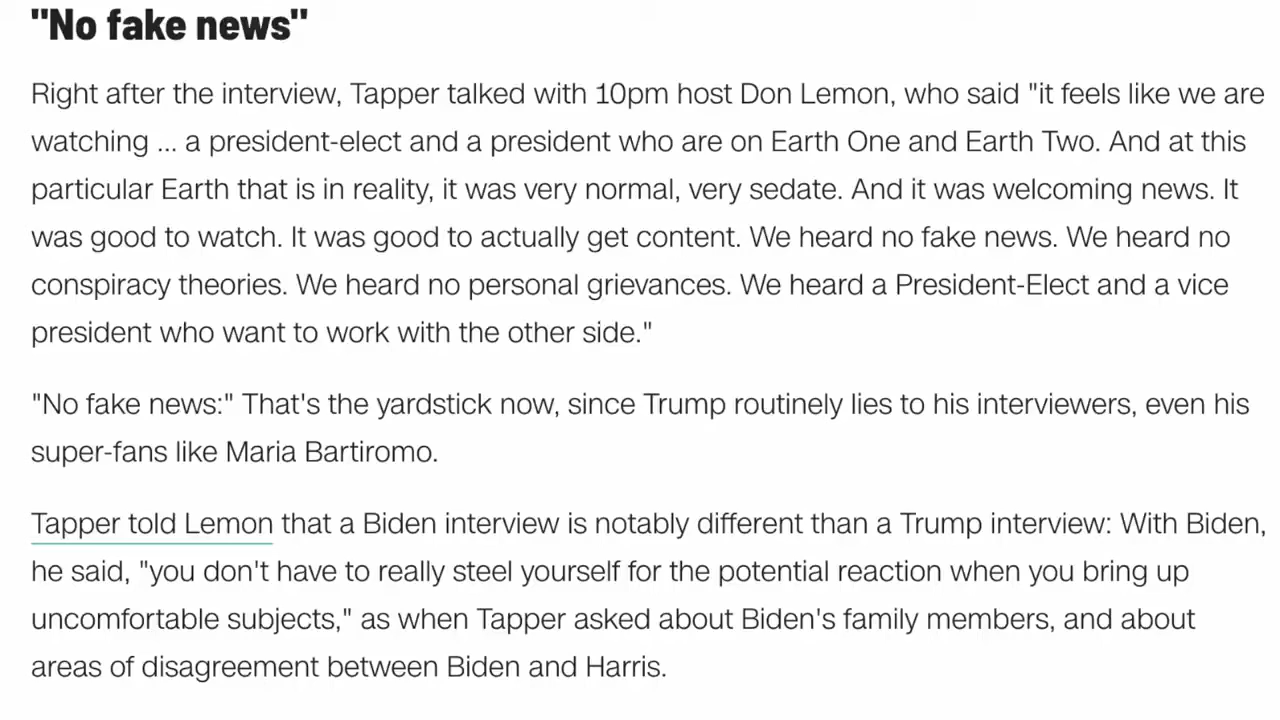 "No fake news"
Right after the interview, Tapper talked with 10pm host Don Lemon, who said "it feels like we are
watching ... a president-elect and a president who are on Earth One and Earth Two. And at this
particular Earth that is in reality, it was very normal, very sedate. And it was welcoming news. It
was good to watch. It was good to actually get content. We heard no fake news. We heard no
conspiracy theories. We heard no personal grievances. We heard a President-Elect and a vice
president who want to work with the other side."
"No fake news:" That's the yardstick now, since Trump routinely lies to his interviewers, even his
super-fans like Maria Bartiromo.
Tapper told Lemon that a Biden interview is notably different than a Trump interview: With Biden,
he said, "you don't have to really steel yourself for the potential reaction when you bring up
uncomfortable subjects," as when Tapper asked about Biden's family members, and about
areas of disagreement between Biden and Harris.